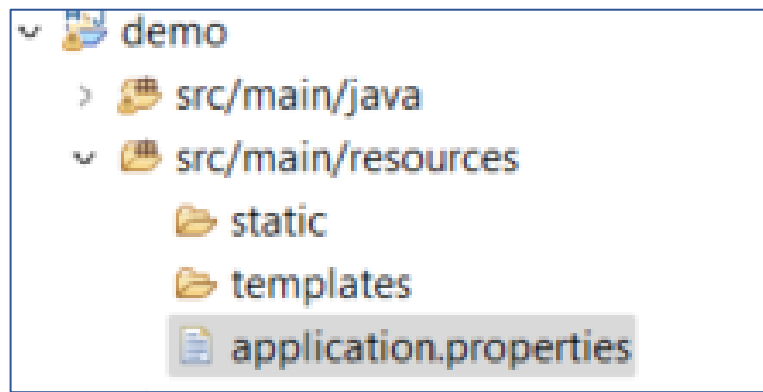 demo
src/main/java
src/main/resources
static
templates
application.properties